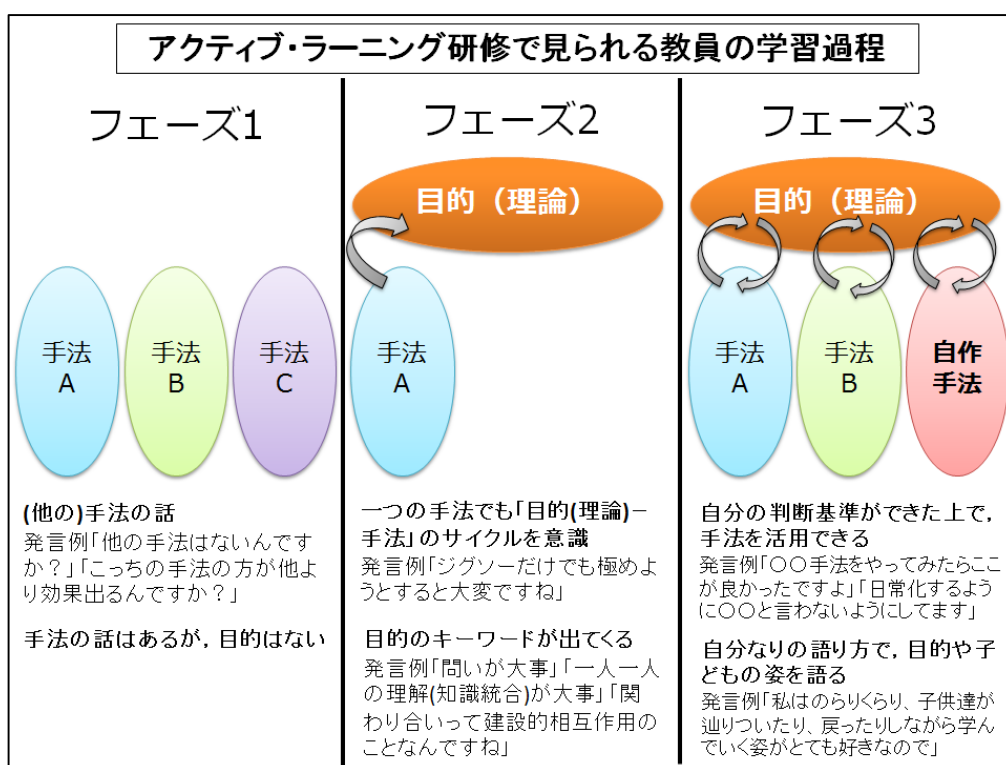 アクティブ・ラーニング研修で見られる教員の学習過程
フェーズ1
手法
A
手法
B
手法
C
(他の)手法の話
発言例「他の手法はないんです
か？」「こっちの手法の方が他よ
り効果出るんですか？」
手法の話はあるが，目的はない
フェーズ2
目的（理論）
手法
A
一つの手法でも「目的(理論)－
手法」のサイクルを意識
発言例「ジグソーだけでも極めよ
うとすると大変ですね」
目的のキーワードが出てくる
発言例「問いが大事」「一人一人
の理解(知識統合)が大事」「関
わり合いって建設的相互作用の
ことなんですね」
フェーズ3
目的（理論）
手法
A
手法
B
自作
手法
自分の判断基準ができた上で，
手法を活用できる
発言例「〇〇手法をやってみたらここ
が良かったですよ」「日常化するよう
に〇〇と言わないようにしてます」
自分なりの語り方で，目的や子
どもの姿を語る
発言例「私はのらりくらり、子供達が
辿りついたり、戻ったりしながら学ん
でいく姿がとても好きなので」